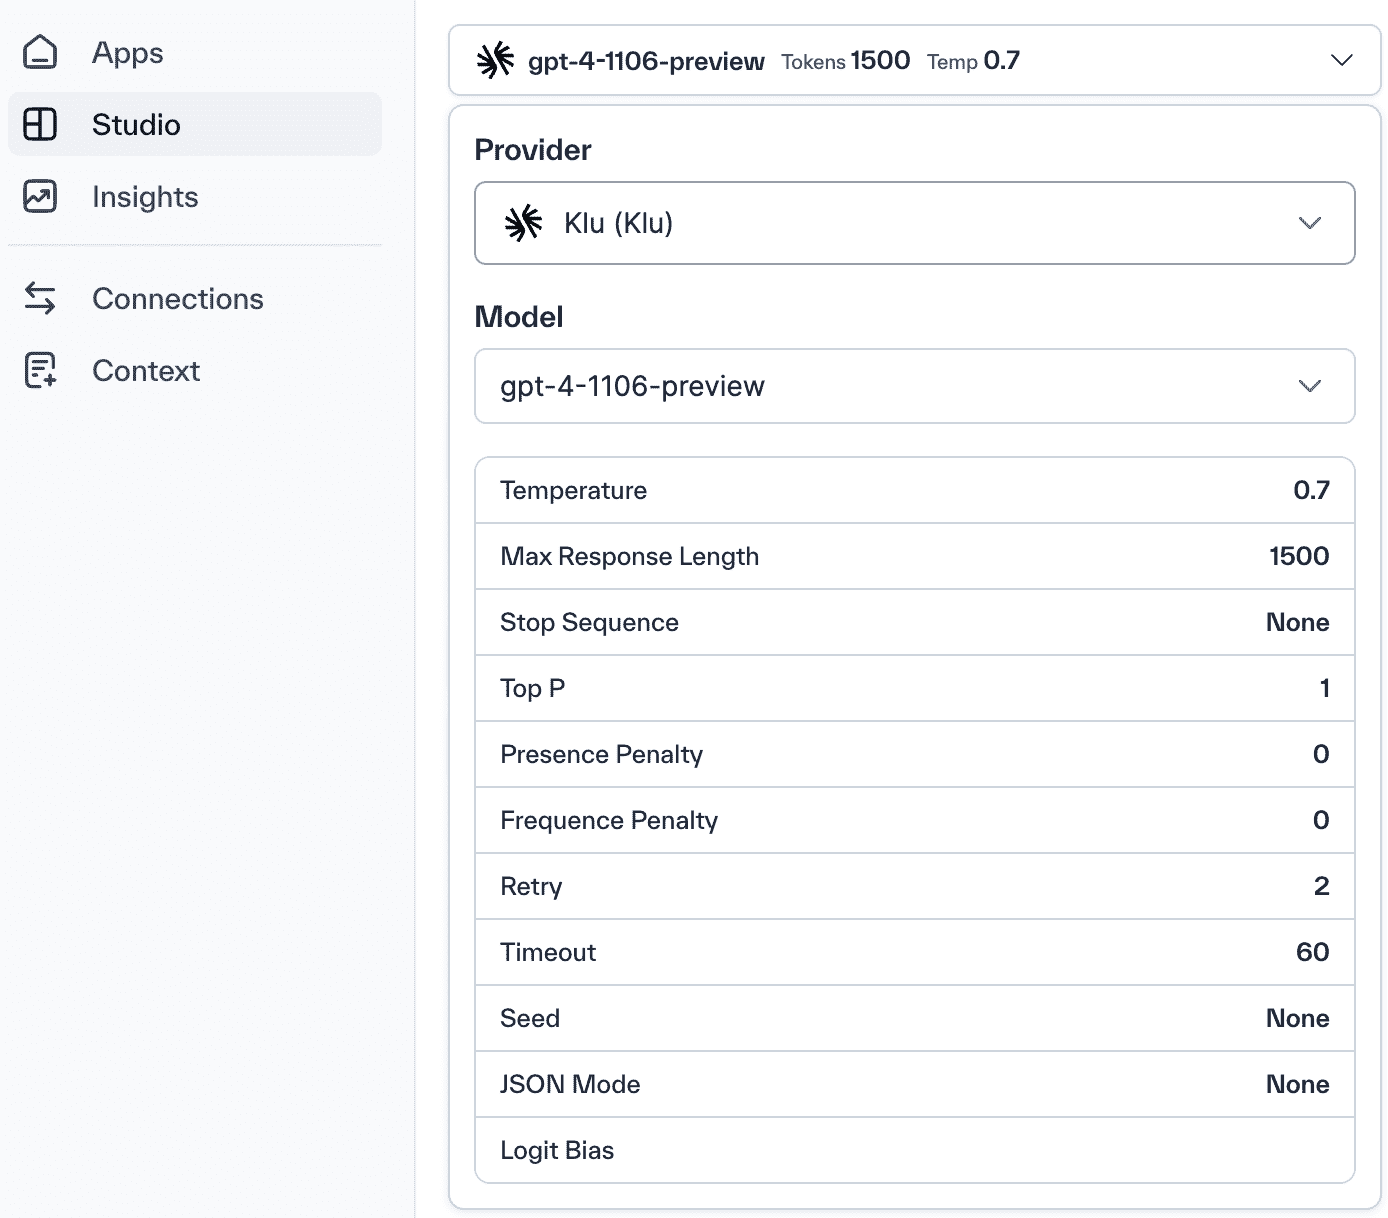 Apps
Studio
Insights
Connections
Context
gpt-4-1106-preview Tokens 1500 Temp 0.7
Provider
Klu (Klu)
Model
gpt-4-1106-preview
Temperature 0.7
Max Response Length 1500
Stop Sequence None
Top P 1
Presence Penalty 0
Frequence Penalty 0
Retry 2
Timeout 60
Seed None
JSON Mode None
Logit Bias